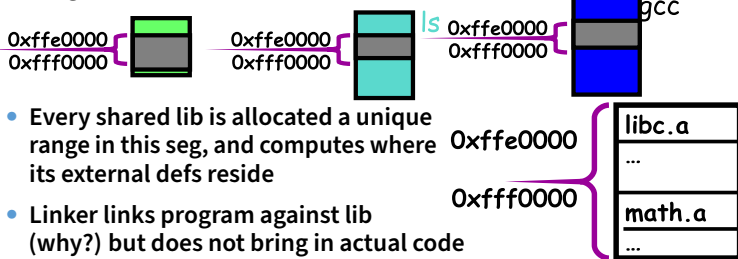 ls
gcc
0xffe0000
0xfff0000
0xffe0000
0xfff0000
0xffe0000
0xfff0000
• Every shared lib is allocated a unique
range in this seg, and computes where
its external defs reside
• Linker links program against lib
(why?) but does not bring in actual code
0xffe0000
0xfff0000
libc.a
...
math.a
...